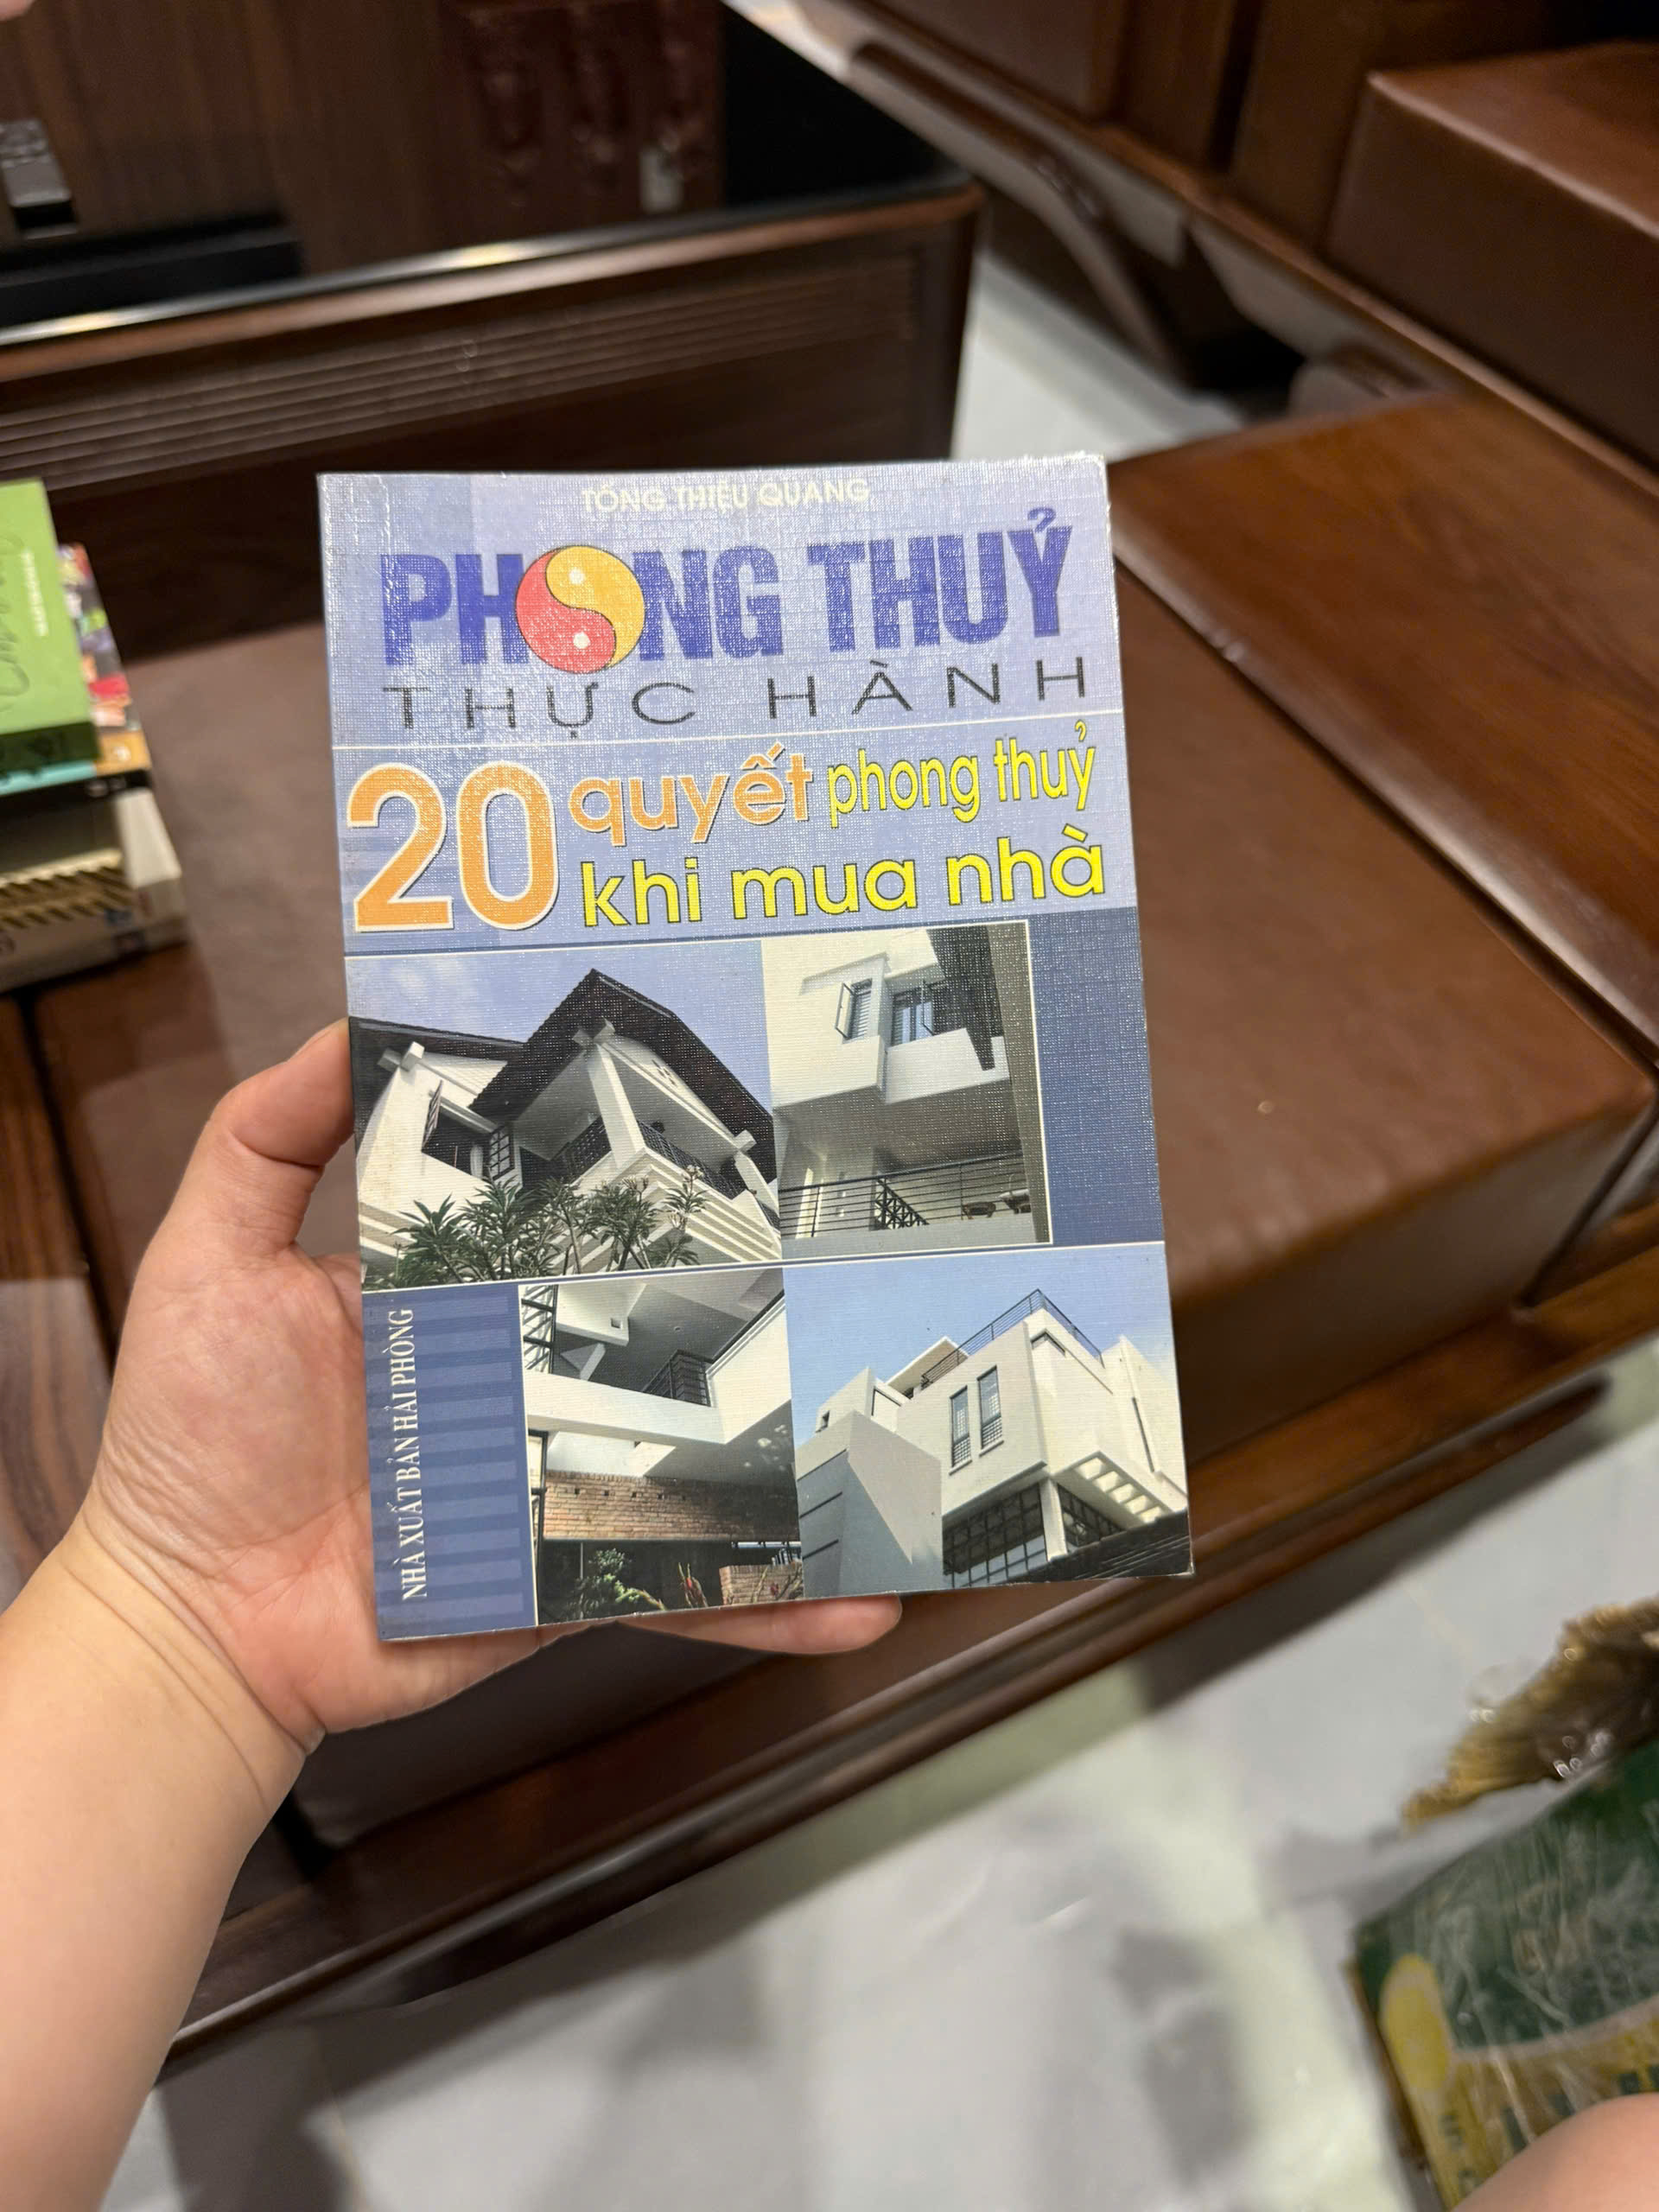 TỐNG THIỆU QUANG
PHONG THUỶ
THỰC HÀNH
20 quyết phong thuỷ
khi mua nhà
NHÀ XUẤT BẢN HẢI PHÒNG